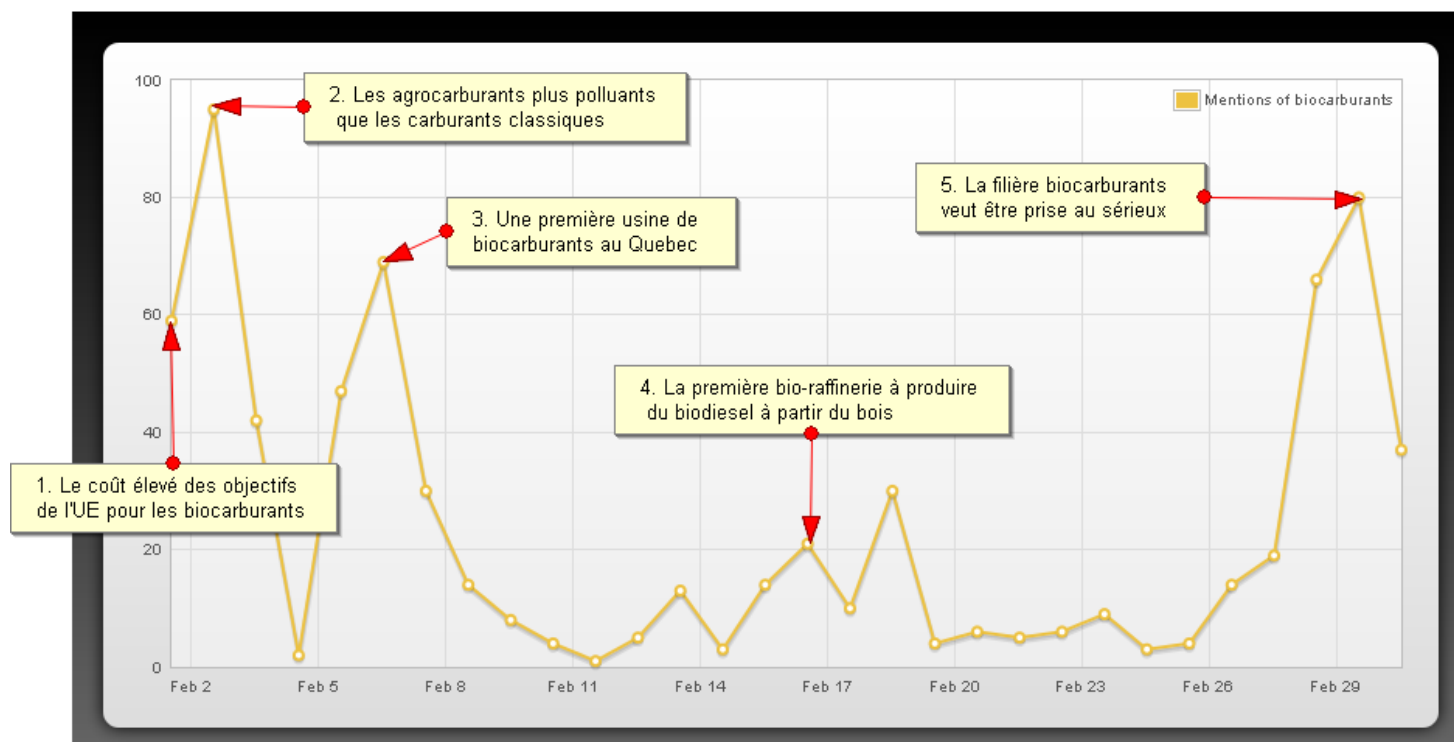 100
2. Les agrocarburants plus polluants
que les carburants classiques
Mentions of biocarburants
80
5. La filière biocarburants
veut être prise au sérieux
3. Une première usine de
biocarburants au Quebec
60
4. La première bio-raffinerie à produire
du biodiesel à partir du bois
40
1. Le coût élevé des objectifs
de l'UE pour les biocarburants
20
0
Feb 2 Feb 5 Feb 8 Feb 11 Feb 14 Feb 17 Feb 20 Feb 23 Feb 26 Feb 29